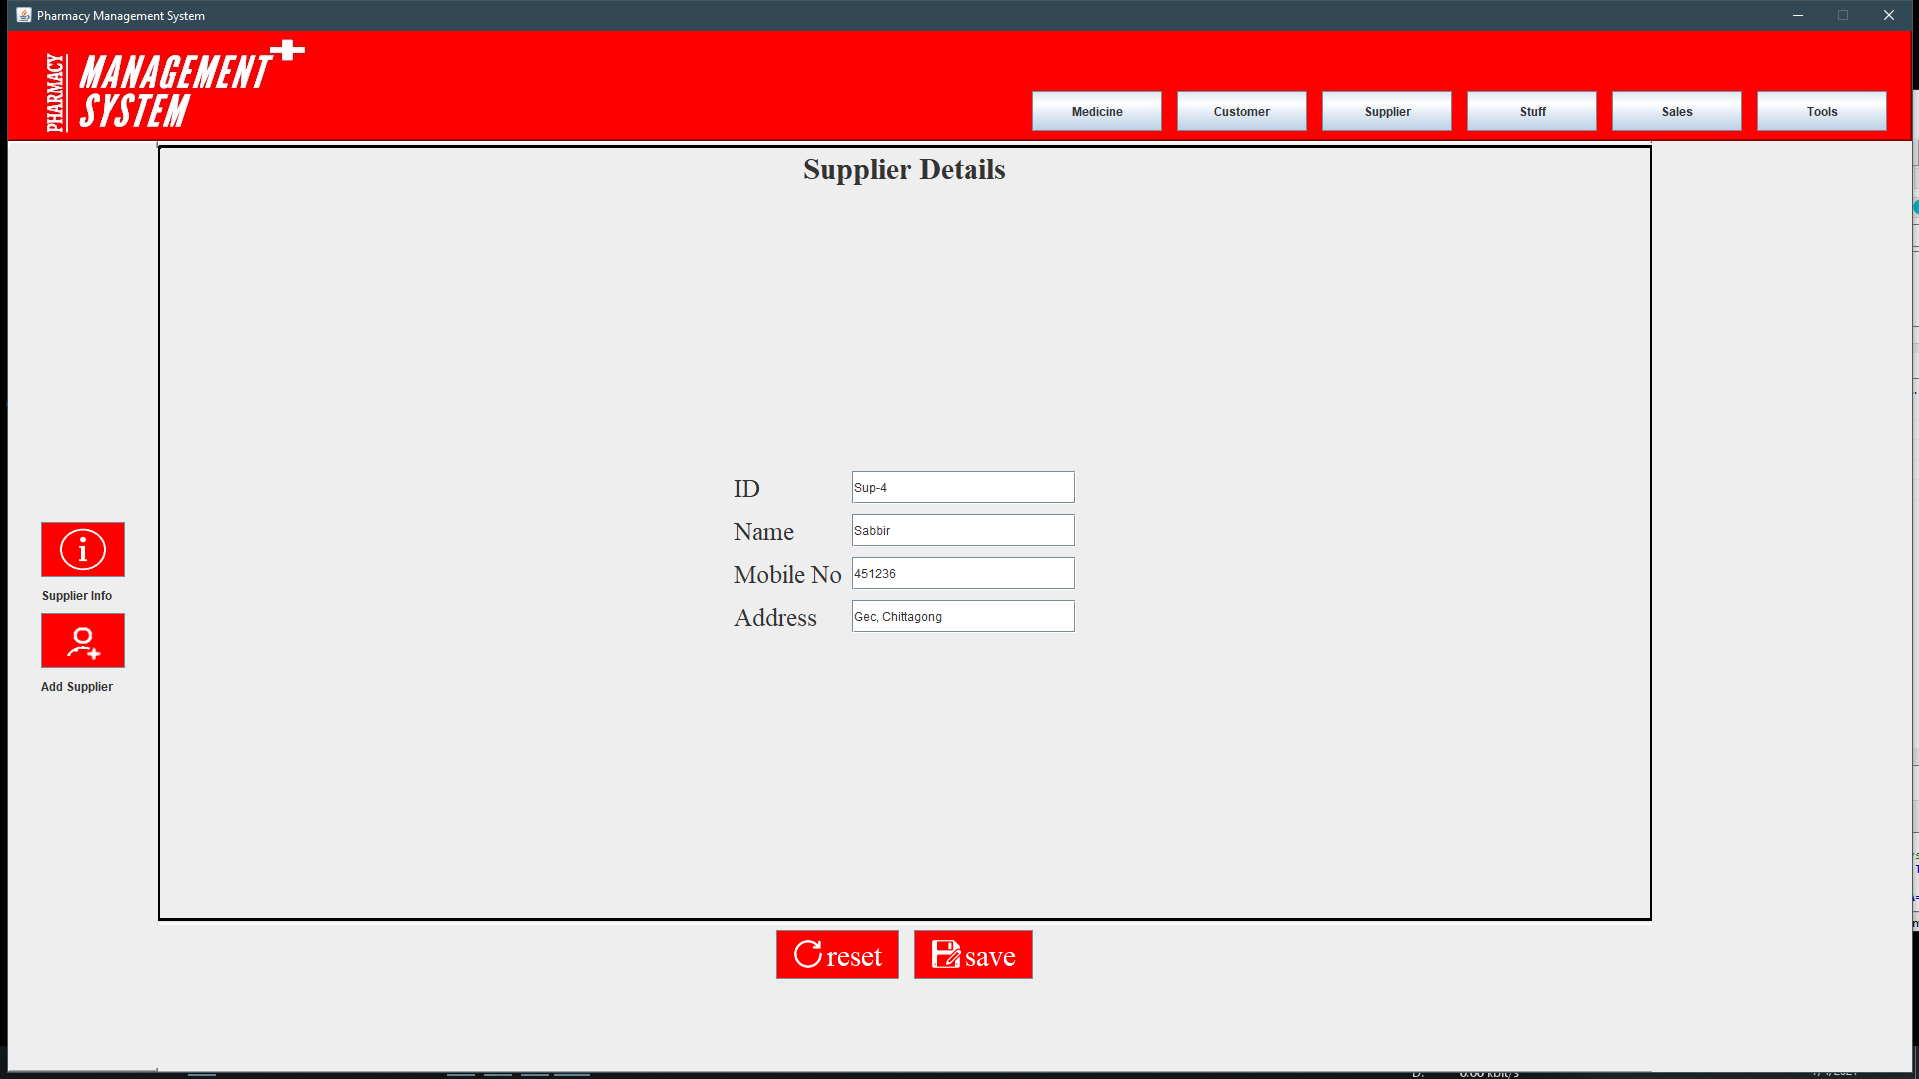 Pharmacy Management System
PHARMACY
MANAGEMENT
SYSTEM
Medicine
Customer
Supplier
Stuff
Sales
Tools
Supplier Details
ID
Sup-4
Name
Sabbir
Mobile No
451236
Address
Gec, Chittagong
Supplier Info
Add Supplier
reset
save